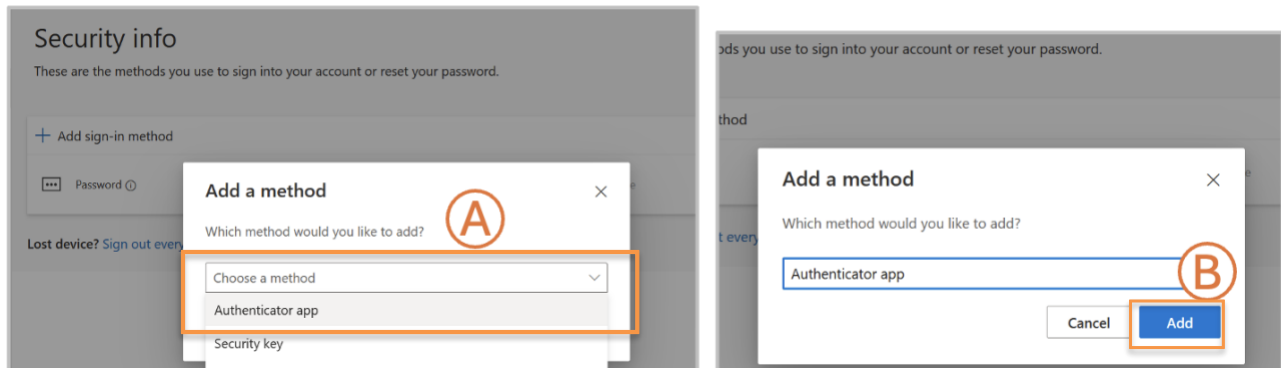 Security info
These are the methods you use to sign into your account or reset your password.
Add sign-in method
Password
Lost device? Sign out every
Add a method
Which method would you like to add?
A
Choose a method
Authenticator app
Security key
ods you use to sign into your account or reset your password.
thod
t every
Add a method
Which method would you like to add?
Authenticator app
B
Cancel
Add